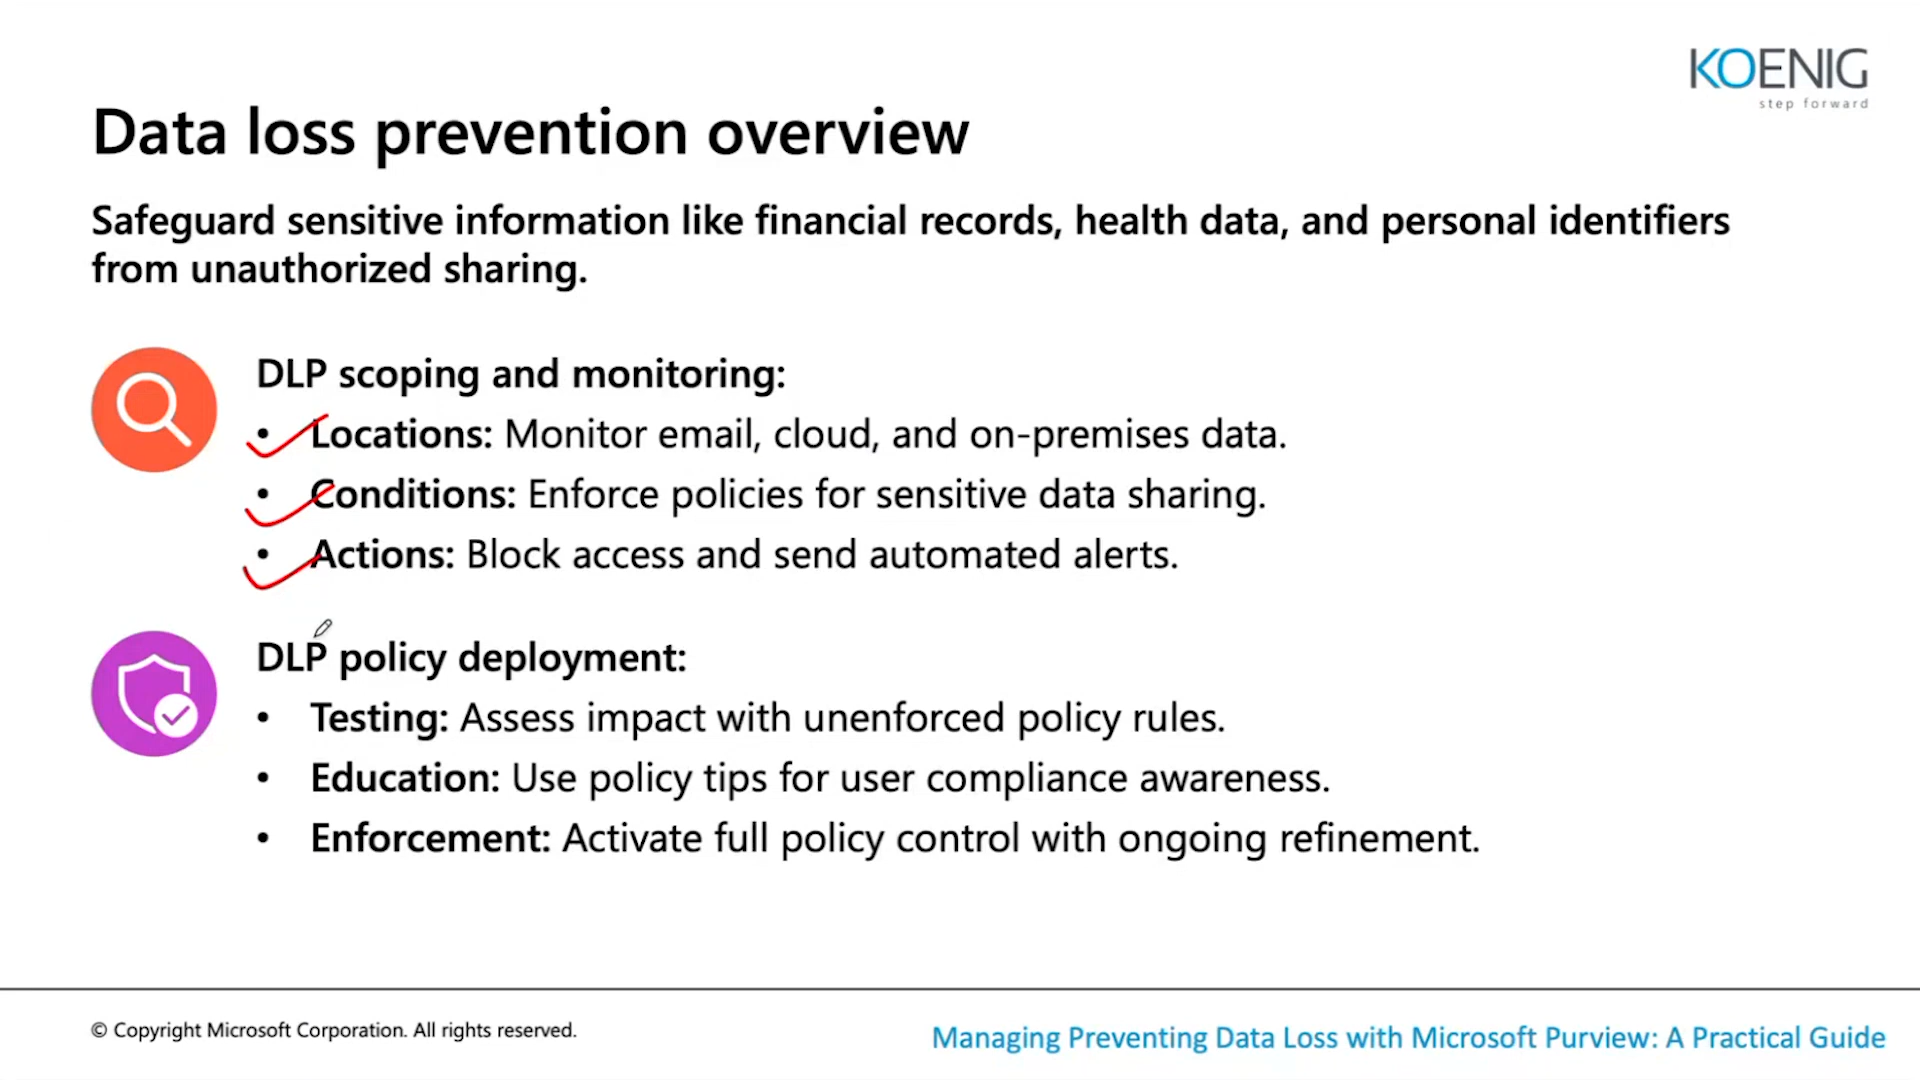 KOENIG
step forward
Data loss prevention overview
Safeguard sensitive information like financial records, health data, and personal identifiers
from unauthorized sharing.
DLP scoping and monitoring:
• Locations: Monitor email, cloud, and on-premises data.
• Conditions: Enforce policies for sensitive data sharing.
• Actions: Block access and send automated alerts.
DLP policy deployment:
• Testing: Assess impact with unenforced policy rules.
• Education: Use policy tips for user compliance awareness.
• Enforcement: Activate full policy control with ongoing refinement.
© Copyright Microsoft Corporation. All rights reserved.
Managing Preventing Data Loss with Microsoft Purview: A Practical Guide